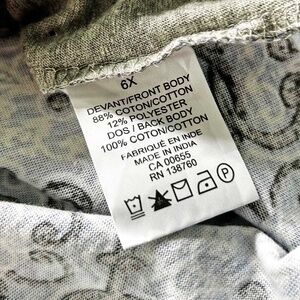 6X
DEVANT/FRONT BODY
88% COTON/COTTON
12% POLYESTER
DOS / BACK BODY
100% COTON/COTTON
FABRIQUÉ EN INDE
MADE IN INDIA
CA 00655
RN 138760
P